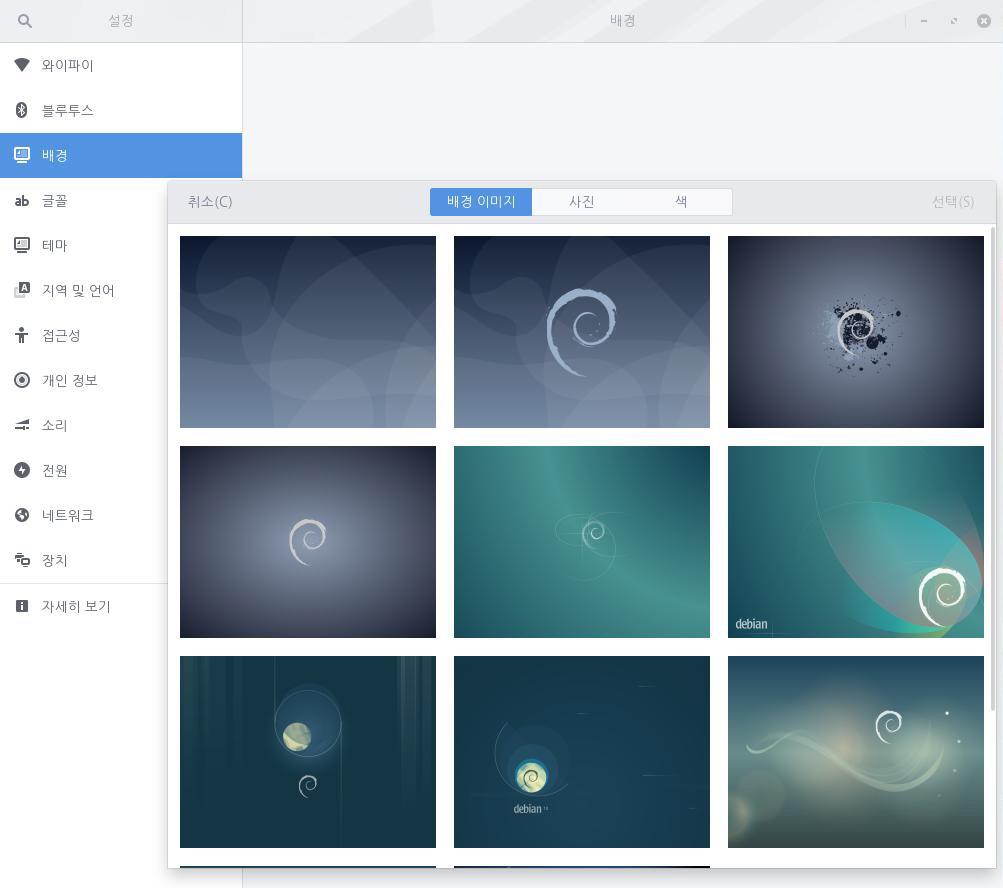 설정
배경
와이파이
블루투스
배경
글꼴
테마
지역 및 언어
접근성
개인 정보
소리
전원
네트워크
장치
자세히 보기
취소(C)
배경 이미지
사진
색
선택(S)
debian
debian